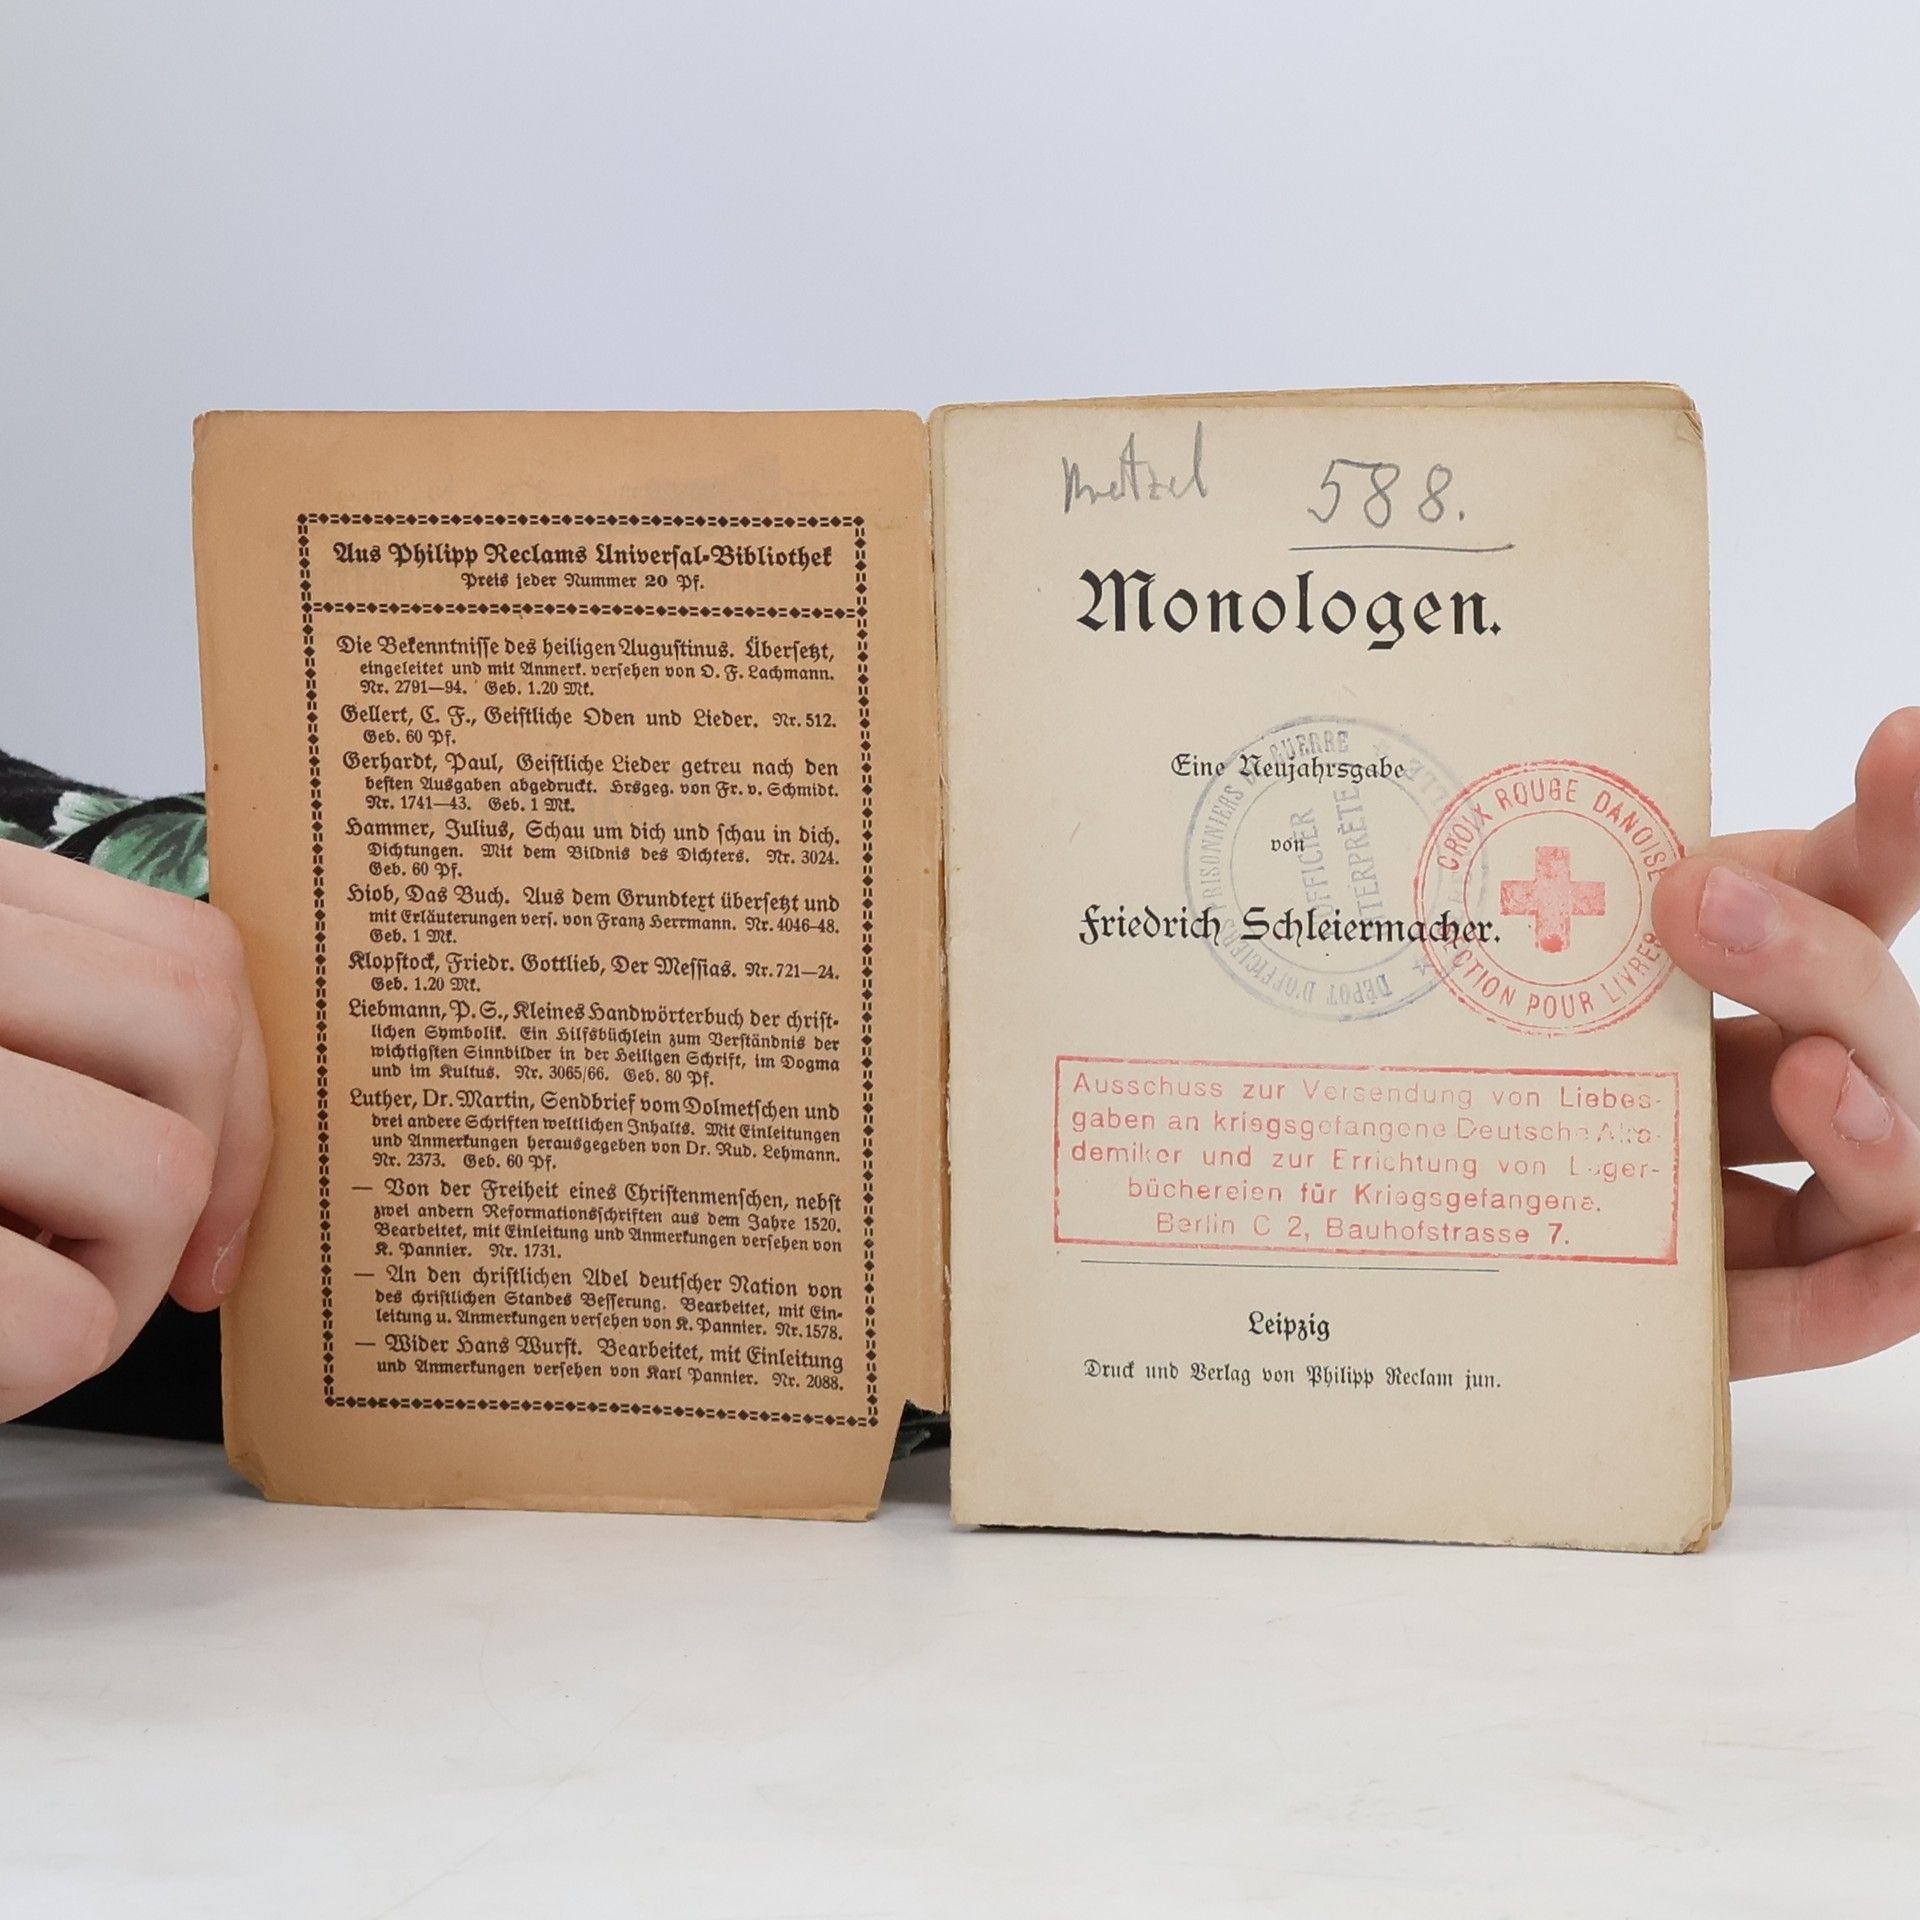 Aus Philipp Reclams Universal-Bibliothek
Preis jeder Nummer 20 Pf.
Die Bekenntnisse des heiligen Augustinus. Übersetzt,
eingeleitet und mit Anmerk. versehen von O. F. Lachmann.
Nr. 2791—94. Geb. 1.20 Mk.
Gellert, C. F., Geistliche Oden und Lieder. Nr. 512.
Geb. 60 Pf.
Gerhardt, Paul, Geistliche Lieder getreu nach den
besten Ausgaben abgedruckt. Hrsgeg. von Fr. v. Schmidt.
Nr. 1741—43. Geb. 1 Mk.
Hammer, Julius, Schau um dich und schau in dich.
Dichtungen. Mit dem Bildnis des Dichters. Nr. 3024.
Geb. 60 Pf.
Hiob, Das Buch. Aus dem Grundtext übersetzt und
mit Erläuterungen vers. von Franz Herrmann. Nr. 4046-48.
Geb. 1 Mk.
Klopstock, Friedr. Gottlieb, Der Messias. Nr. 721—24.
Geb. 1.20 Mk.
Liebmann, P. S., Kleines Handwörterbuch der christ-
lichen Symbolik. Ein Hilfsbüchlein zum Verständnis der
wichtigsten Sinnbilder in der Heiligen Schrift, im Dogma
und im Kultus. Nr. 3065/66. Geb. 80 Pf.
Luther, Dr. Martin, Sendbrief vom Dolmetschen und
drei andere Schriften weltlichen Inhalts. Mit Einleitungen
und Anmerkungen herausgegeben von Dr. Rud. Lehmann.
Nr. 2373. Geb. 60 Pf.
— Von der Freiheit eines Christenmenschen, nebst
zwei andern Reformationsschriften aus dem Jahre 1520.
Bearbeitet, mit Einleitung und Anmerkungen versehen von
K. Pannier. Nr. 1731.
— An den christlichen Adel deutscher Nation von
des christlichen Standes Besserung. Bearbeitet, mit Ein-
leitung u. Anmerkungen versehen von K. Pannier. Nr. 1578.
— Wider Hans Wurst. Bearbeitet, mit Einleitung
und Anmerkungen versehen von Karl Pannier. Nr. 2088.
588.
Monologen.
Eine Neujahrsgabe
von
Friedrich Schleiermacher.
DÉPOT D'OFFICIERS PRISONNIERS DE GUERRE
OFFICIER
INTERPRÈTE
CROIX ROUGE DANOISE
SECTION POUR LIVRES
Ausschuss zur Versendung von Liebes-
gaben an kriegsgefangene Deutsche Aka-
demiker und zur Errichtung von Lager-
büchereien für Kriegsgefangene.
Berlin C 2, Bauhofstrasse 7.
Leipzig
Druck und Verlag von Philipp Reclam jun.